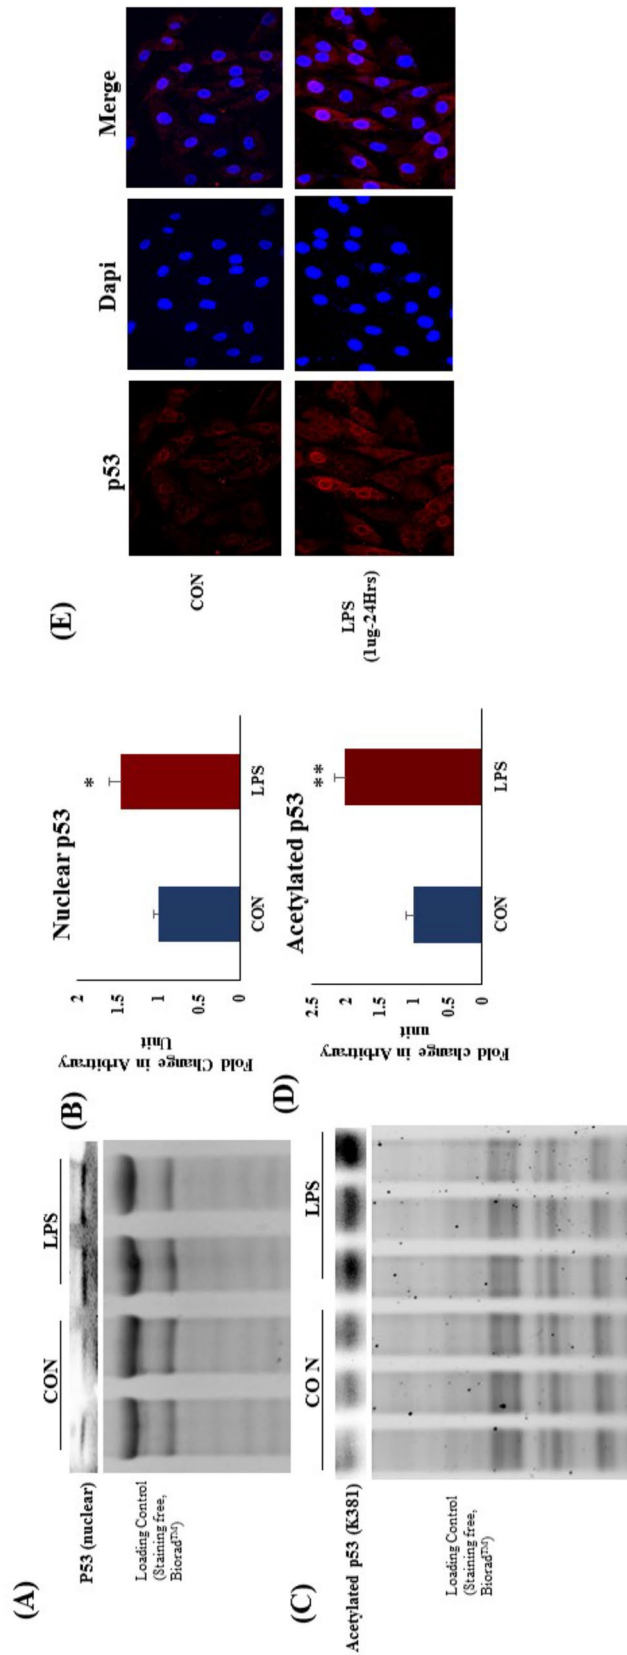 (A)
CON
LPS
P53 (nuclear)
Loading Control
(Staining free,
Biorad™)
(B)
Nuclear p53
Fold Change in Arbitrary
Unit
2
1.5
1
0.5
0
*
CON
LPS
(C)
CO N
LPS
Acetylated p53 (K381)
Loading Control
(Staining free,
Biorad™)
(D)
Acetylated p53
Fold change in Arbitrary
unit
2.5
2
1.5
1
0.5
0
**
CON
LPS
(E)
p53
Dapi
Merge
CON
LPS
(1ug-24Hrs)